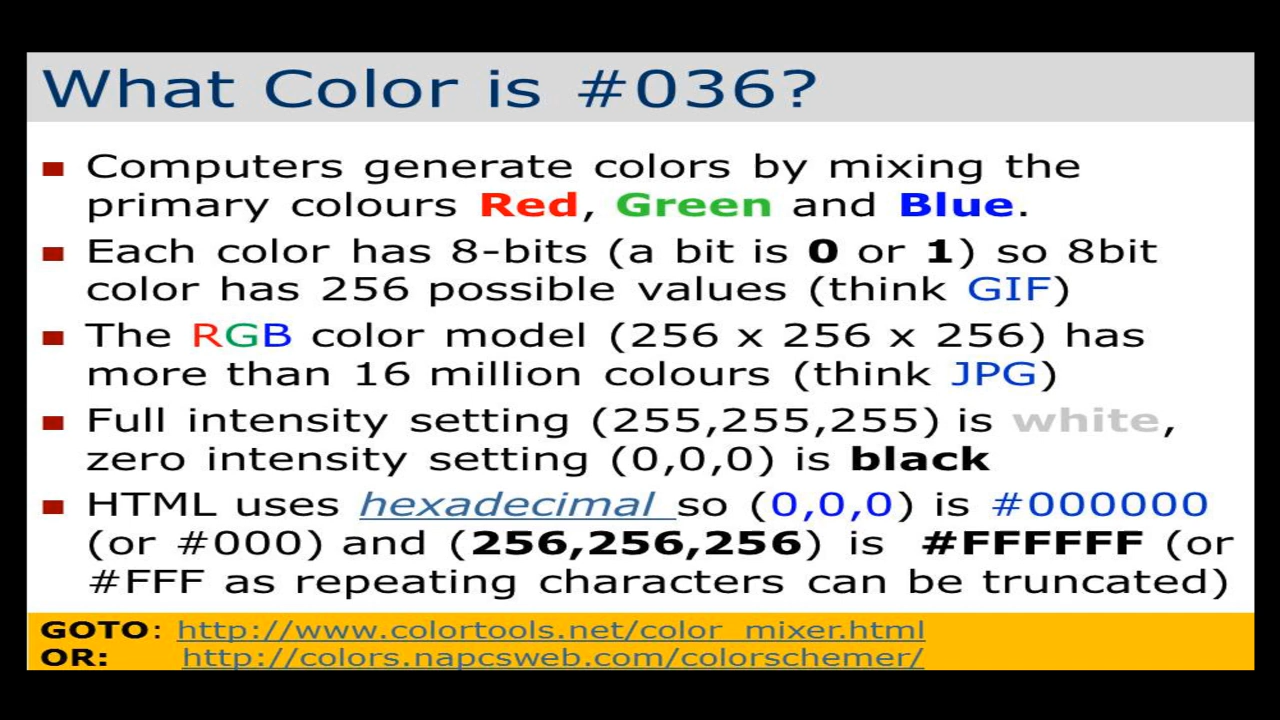 What Color is #036?
Computers generate colors by mixing the
primary colours Red, Green and Blue.
Each color has 8-bits (a bit is 0 or 1) so 8bit
color has 256 possible values (think GIF)
The RGB color model (256 x 256 x 256) has
more than 16 million colours (think JPG)
Full intensity setting (255,255,255) is white,
zero intensity setting (0,0,0) is black
HTML uses hexadecimal so (0,0,0) is #000000
(or #000) and (256,256,256) is #FFFFFF (or
#FFF as repeating characters can be truncated)
GOTO: http://www.colortools.net/color_mixer.html
OR: http://colors.napcsweb.com/colorschemer/